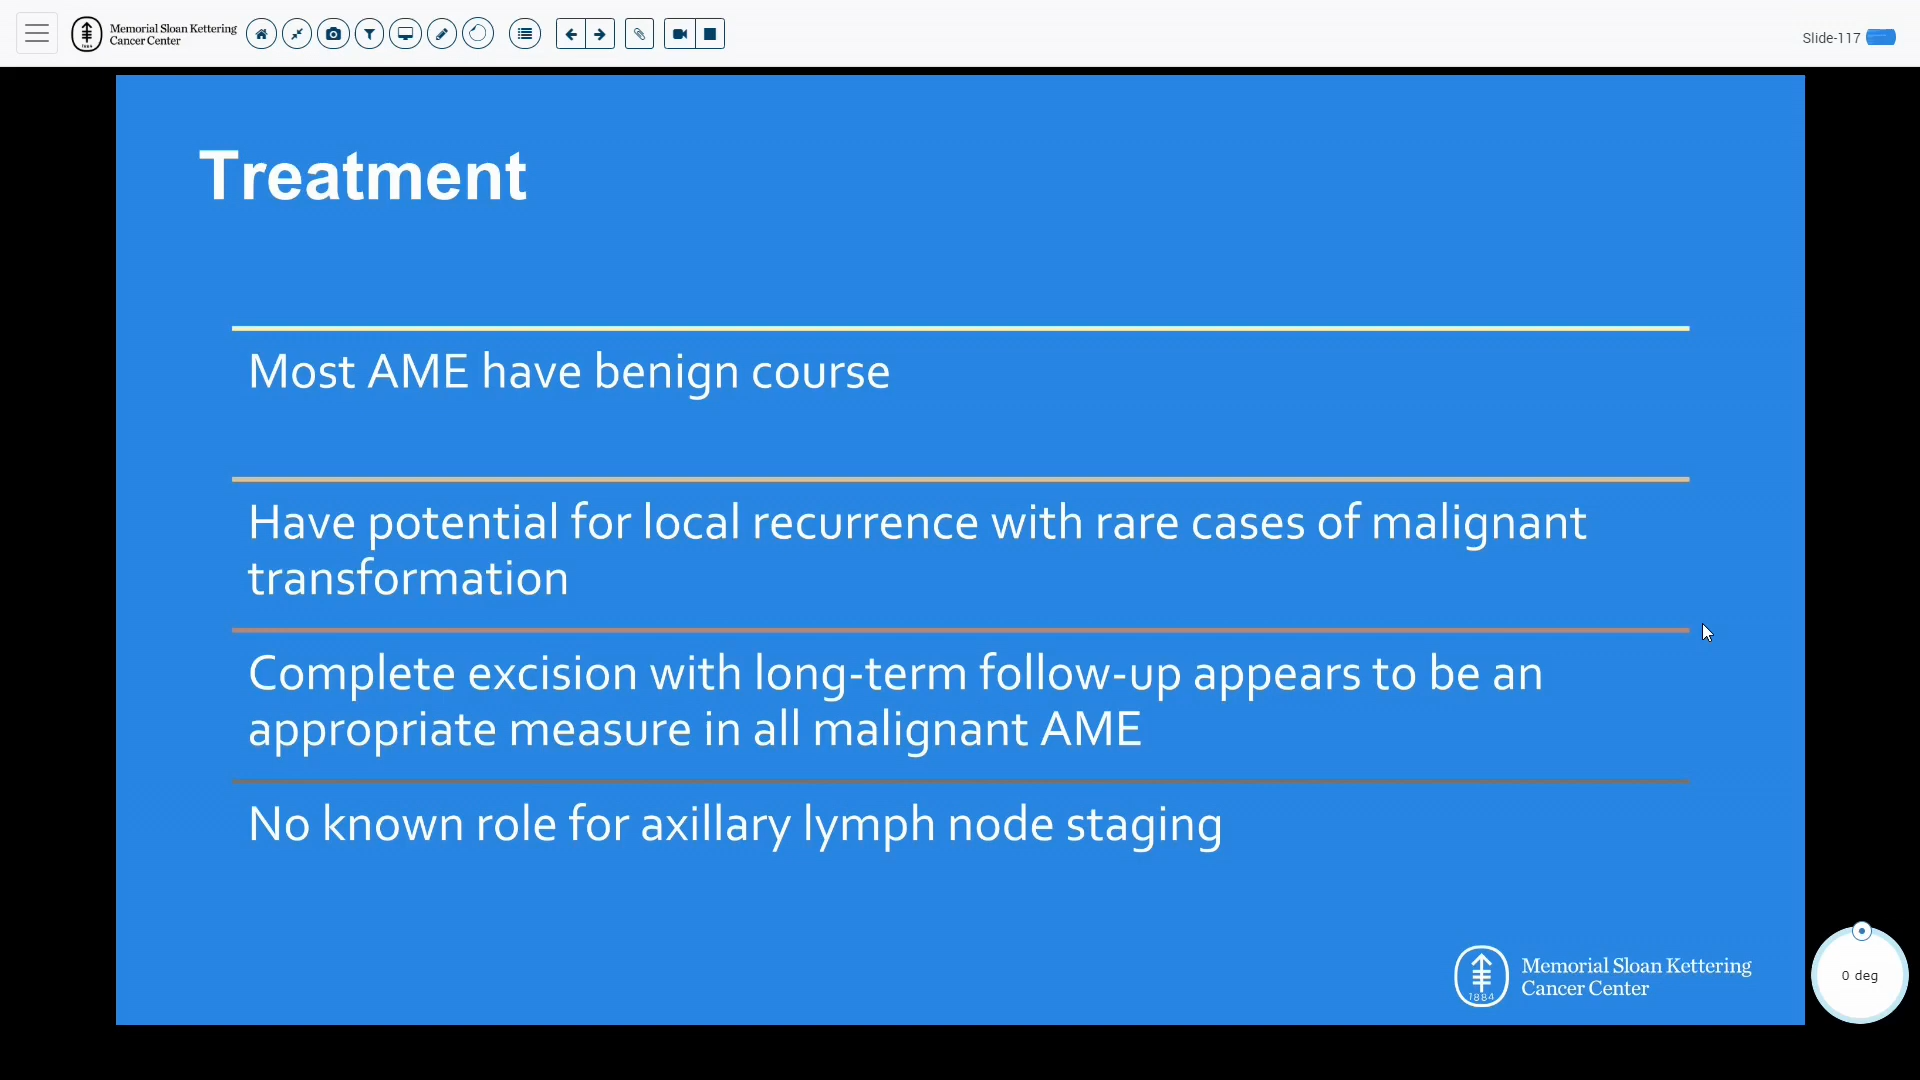 Memorial Sloan Kettering
Cancer Center
Slide-117
Treatment
Most AME have benign course
Have potential for local recurrence with rare cases of malignant
transformation
Complete excision with long-term follow-up appears to be an
appropriate measure in all malignant AME
No known role for axillary lymph node staging
1884
Memorial Sloan Kettering
Cancer Center
0 deg